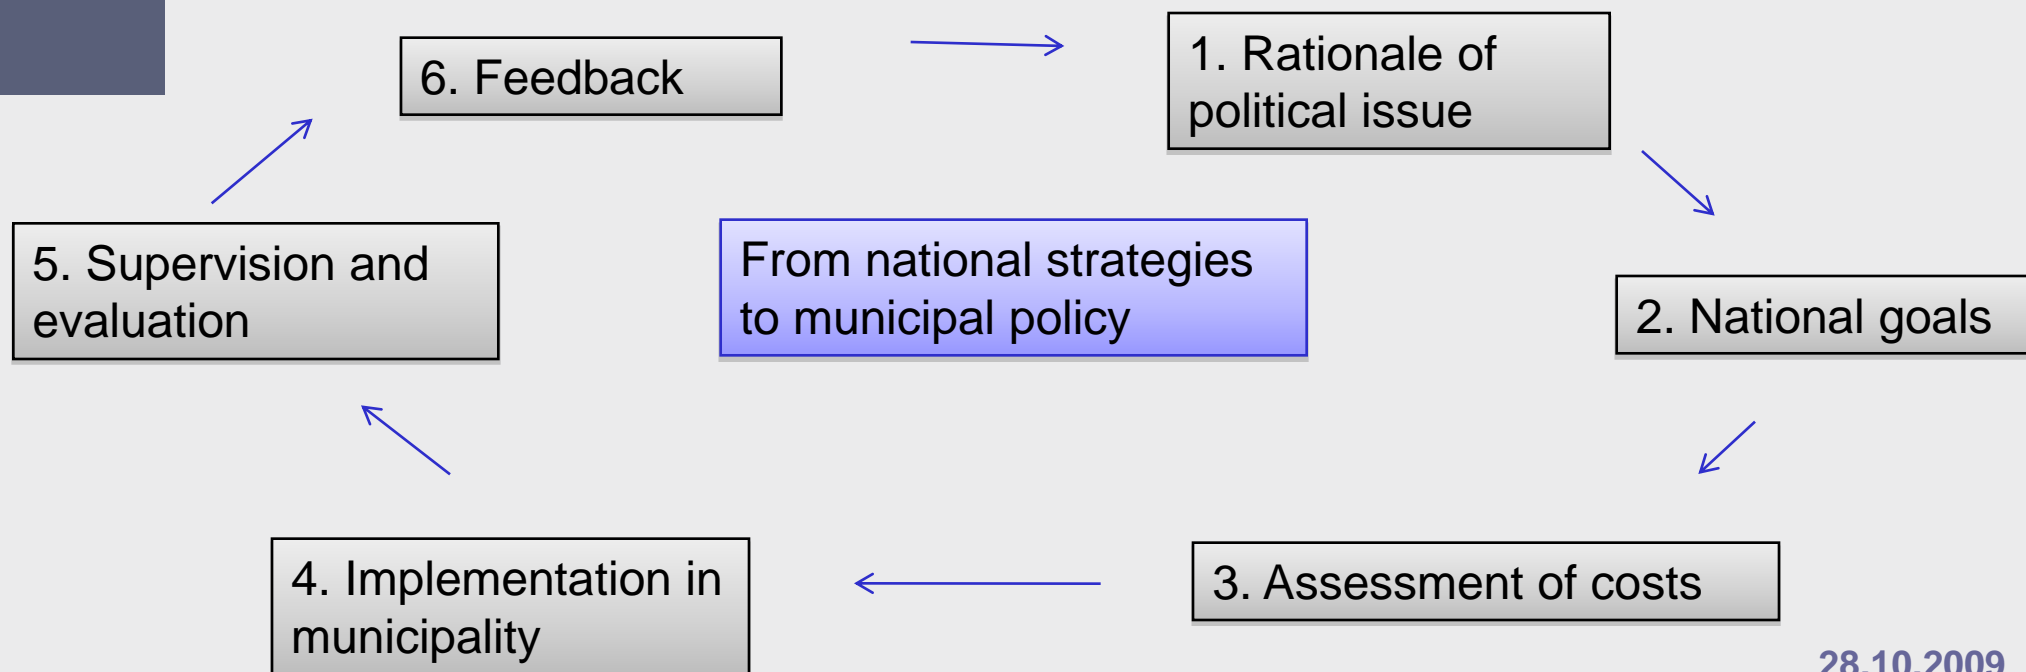 6. Feedback
1. Rationale of
political issue
5. Supervision and
evaluation
From national strategies
to municipal policy
2. National goals
4. Implementation in
municipality
3. Assessment of costs
28.10.2009